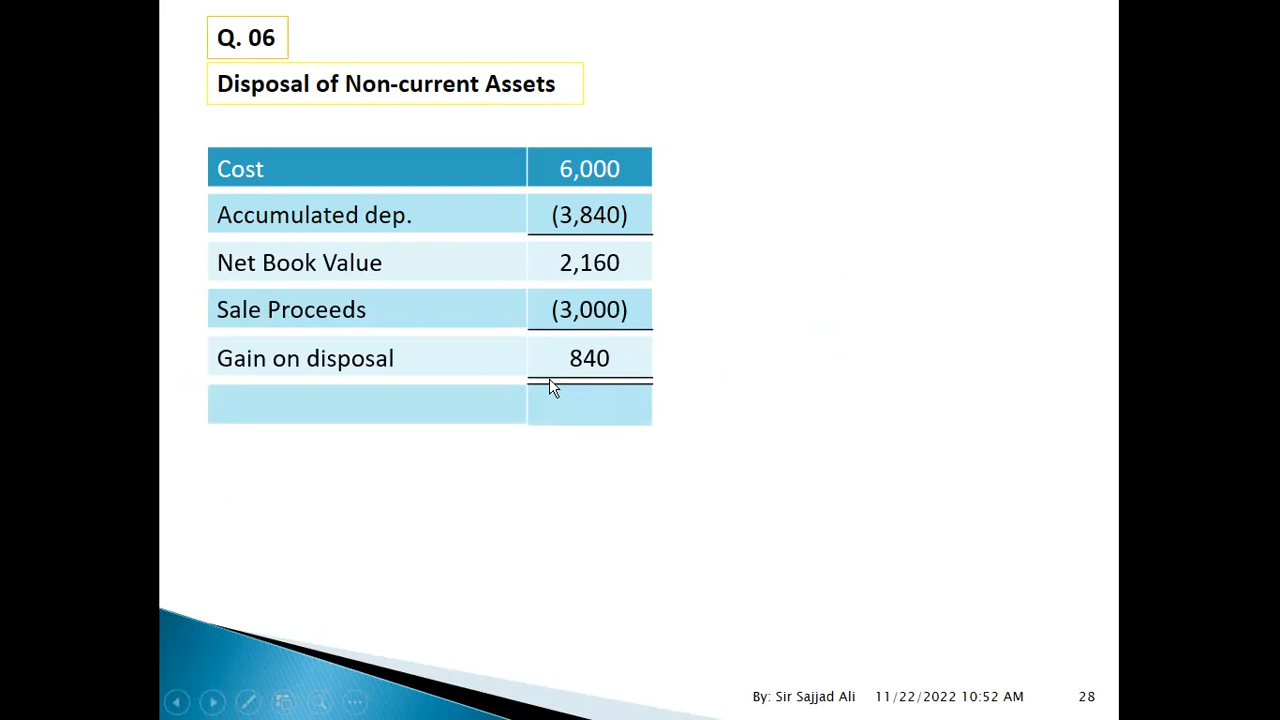 Q. 06
Disposal of Non-current Assets
Cost 6,000
Accumulated dep. (3,840)
Net Book Value 2,160
Sale Proceeds (3,000)
Gain on disposal 840
By: Sir Sajjad Ali 11/22/2022 10:52 AM 28